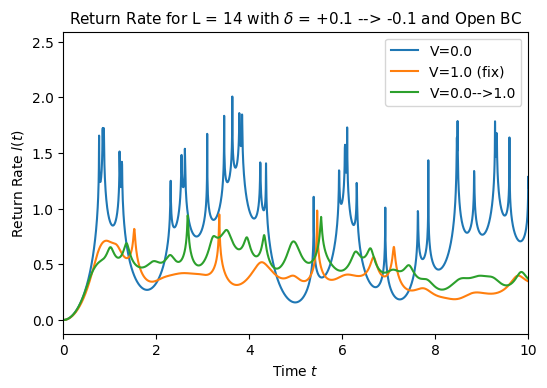 Return Rate for L = 14 with δ = +0.1 --> -0.1 and Open BC
Return Rate I(t)
2.5
2.0
1.5
1.0
0.5
0.0
V=0.0
V=1.0 (fix)
V=0.0-->1.0
0
2
4
6
8
10
Time t